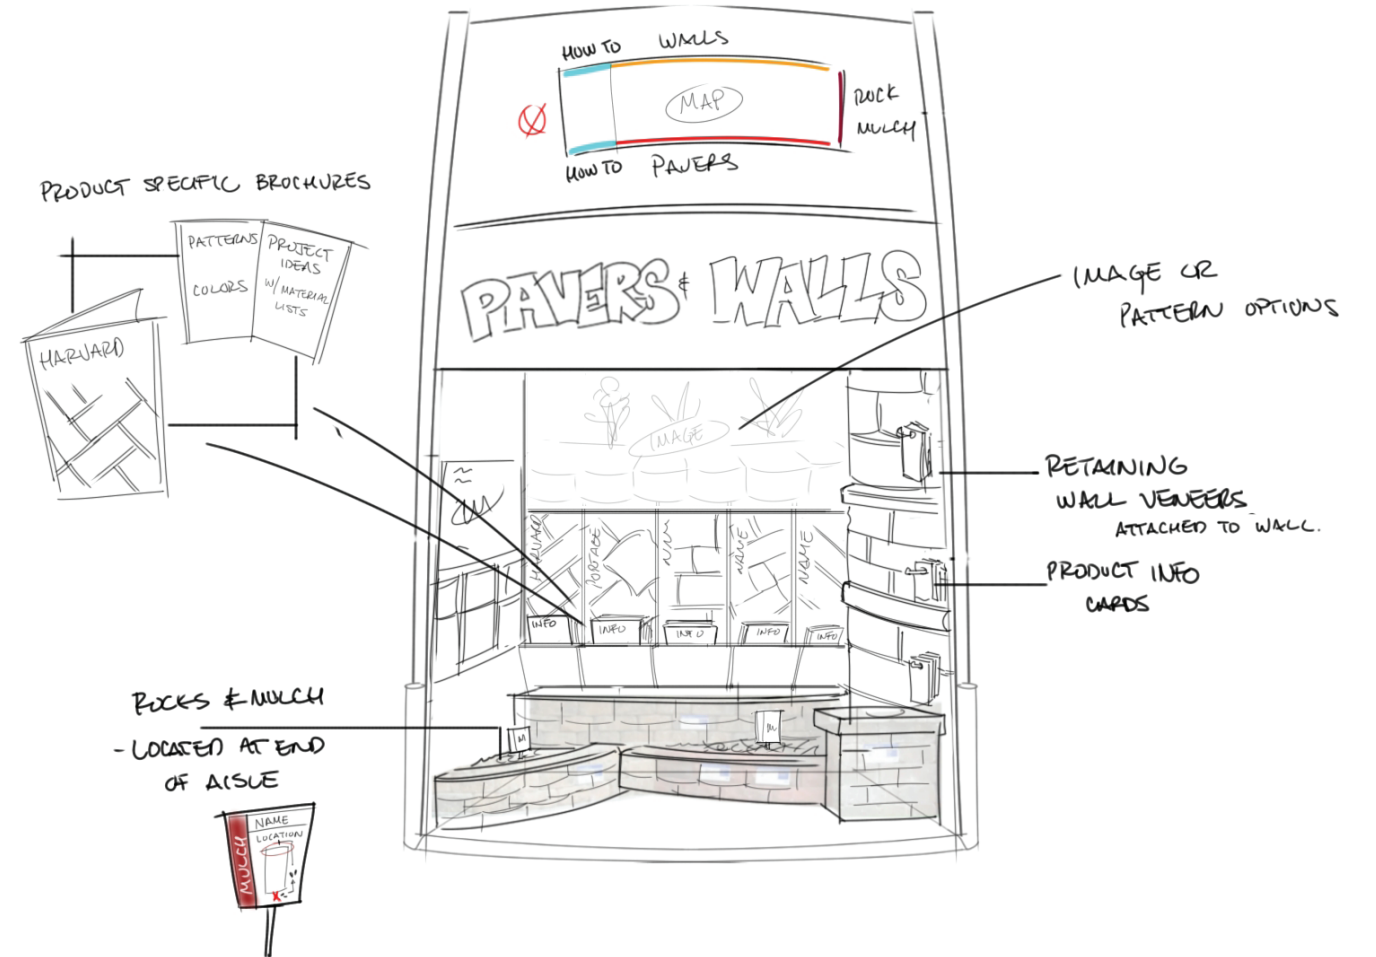 HOW TO WALLS
MAP
ROCK
MULCH
HOW TO PAVERS
PRODUCT SPECIFIC BROCHURES
PATTERNS
COLORS
PROJECT
IDEAS
W/ MATERIAL
LISTS
HARVARD
PAVERS & WALLS
IMAGE OR
PATTERN OPTIONS
IMAGE
RETAINING
WALL VENEERS
ATTACHED TO WALL.
PRODUCT INFO
CARDS
HARVARD
PORTAGE
NAME
NAME
INFO
INFO
INFO
INFO
INFO
ROCKS & MULCH
- LOCATED AT END
OF AISLE
M
M
MULCH
NAME
LOCATION
X